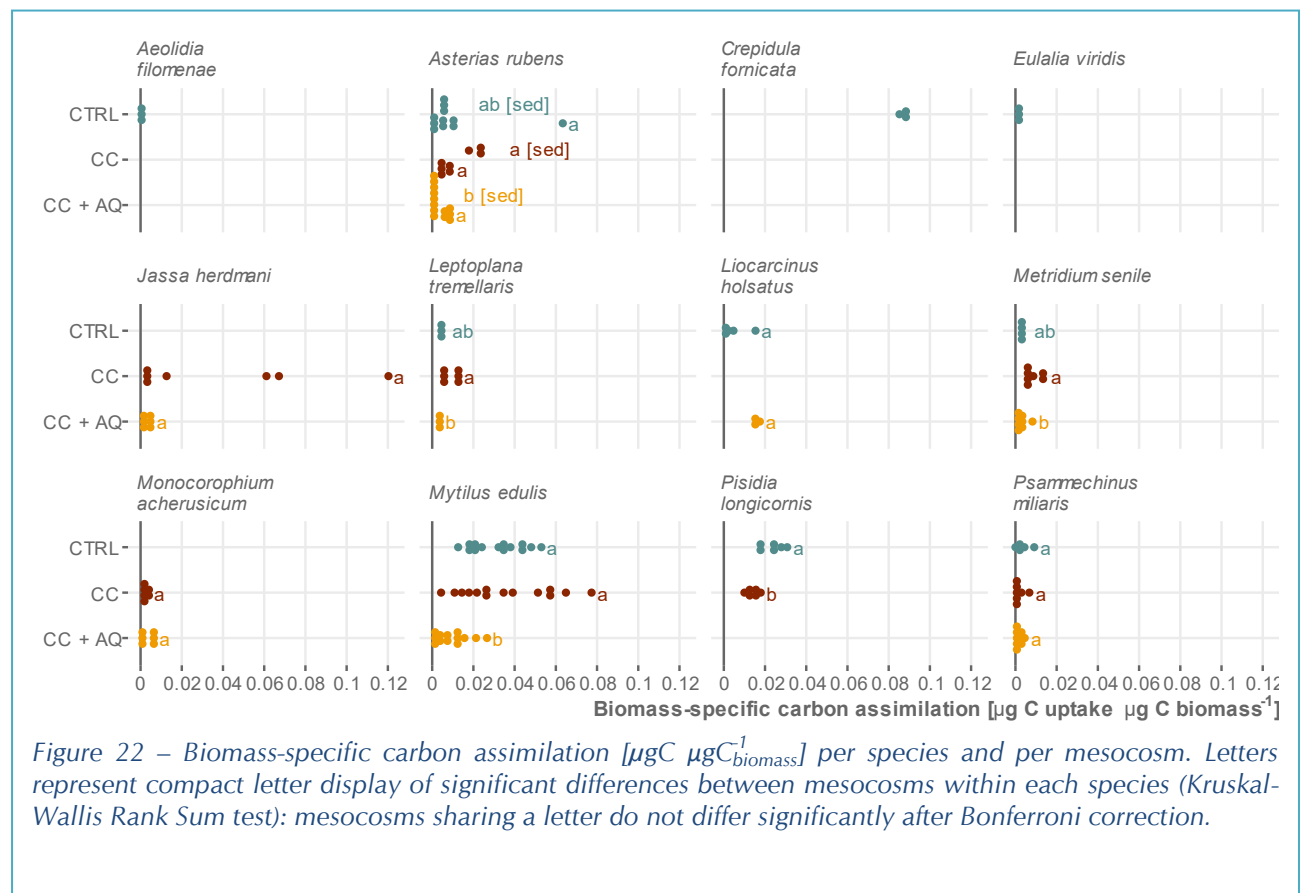 Aeolidia
filomenae
Asterias rubens
Crepidula
fornicata
Eulalia viridis
CTRL
CC
CC + AQ
ab [sed]
a
a [sed]
a
b [sed]
a
Jassa herdmani
Leptoplana
tremellaris
Liocarcinus
holsatus
Metridium senile
CTRL
CC
CC + AQ
a
a
ab
a
b
a
a
ab
a
b
Monocorophium
acherusicum
Mytilus edulis
Pisidia
longicornis
Psammechinus
miliaris
CTRL
CC
CC + AQ
a
a
a
a
b
a
b
a
a
a
0 0.02 0.04 0.06 0.08 0.1 0.12
0 0.02 0.04 0.06 0.08 0.1 0.12
0 0.02 0.04 0.06 0.08 0.1 0.12
0 0.02 0.04 0.06 0.08 0.1 0.12
Biomass-specific carbon assimilation [µg C uptake µg C biomass⁻¹]
Figure 22 – Biomass-specific carbon assimilation [µgC µgC⁻¹biomass] per species and per mesocosm. Letters
represent compact letter display of significant differences between mesocosms within each species (Kruskal-
Wallis Rank Sum test): mesocosms sharing a letter do not differ significantly after Bonferroni correction.